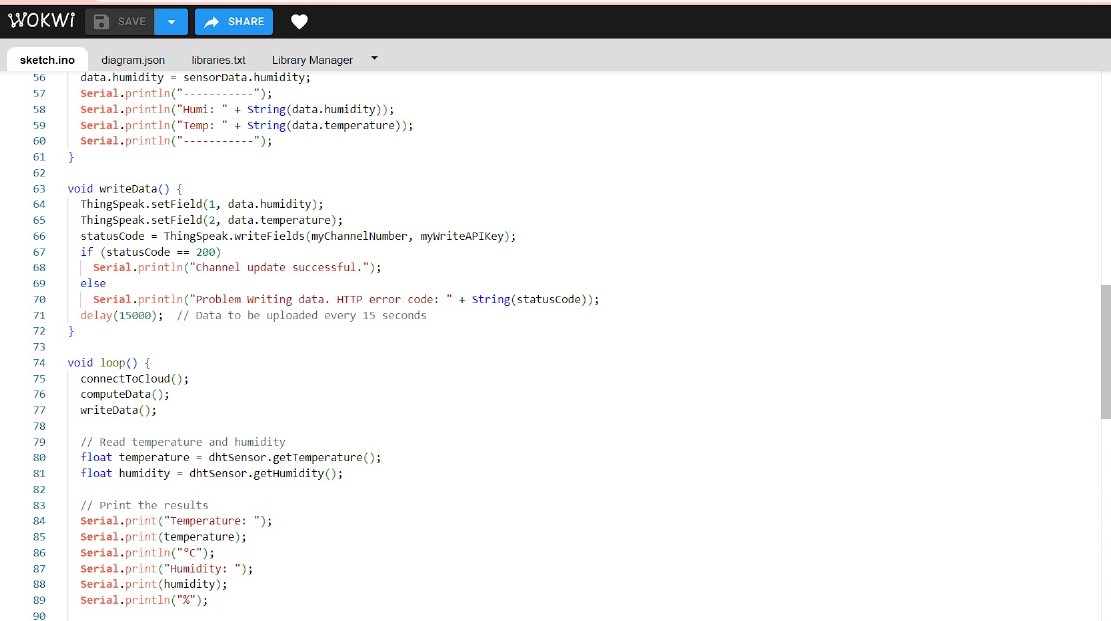 WOKWI SAVE SHARE
sketch.ino diagram.json libraries.txt Library Manager
56 data.humidity = sensorData.humidity;
57 Serial.println("-----------");
58 Serial.println("Humi: " + String(data.humidity));
59 Serial.println("Temp: " + String(data.temperature));
60 Serial.println("-----------");
61 }
62
63 void writeData() {
64 ThingSpeak.setField(1, data.humidity);
65 ThingSpeak.setField(2, data.temperature);
66 statusCode = ThingSpeak.writeFields(myChannelNumber, myWriteAPIKey);
67 if (statusCode == 200)
68 Serial.println("Channel update successful.");
69 else
70 Serial.println("Problem Writing data. HTTP error code: " + String(statusCode));
71 delay(15000); // Data to be uploaded every 15 seconds
72 }
73
74 void loop() {
75 connectToCloud();
76 computeData();
77 writeData();
78
79 // Read temperature and humidity
80 float temperature = dhtSensor.getTemperature();
81 float humidity = dhtSensor.getHumidity();
82
83 // Print the results
84 Serial.print("Temperature: ");
85 Serial.print(temperature);
86 Serial.println("°C");
87 Serial.print("Humidity: ");
88 Serial.print(humidity);
89 Serial.println("%");
90